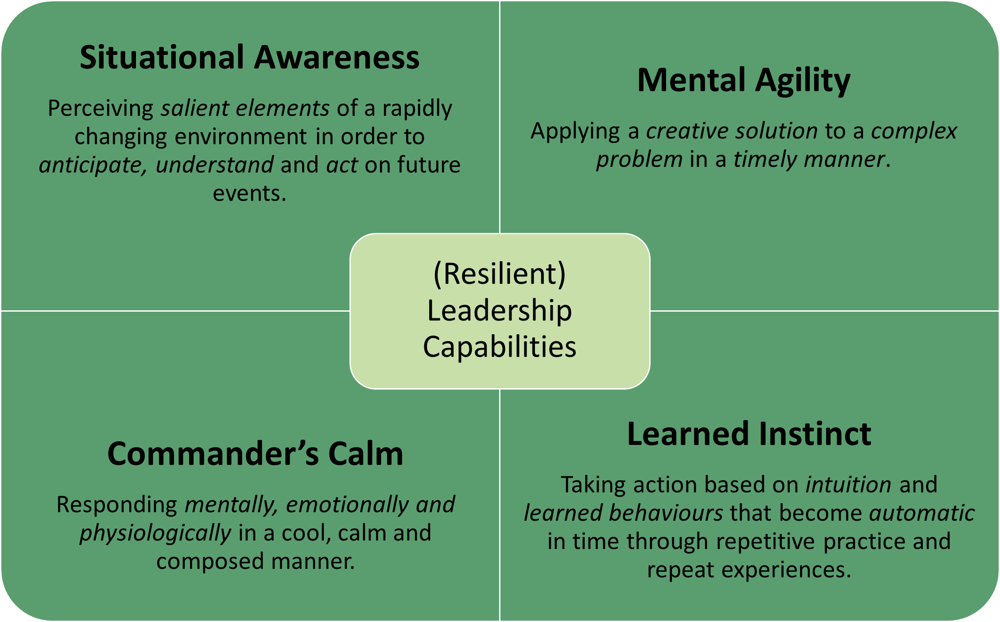 Situational Awareness
Perceiving salient elements of a rapidly
changing environment in order to
anticipate, understand and act on future
events.
Mental Agility
Applying a creative solution to a complex
problem in a timely manner.
(Resilient)
Leadership
Capabilities
Commander’s Calm
Responding mentally, emotionally and
physiologically in a cool, calm and
composed manner.
Learned Instinct
Taking action based on intuition and
learned behaviours that become automatic
in time through repetitive practice and
repeat experiences.